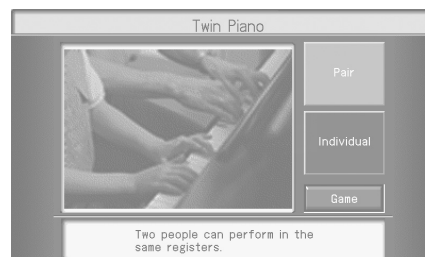 Twin Piano
Pair
Individual
Game
Two people can perform in the
same registers.